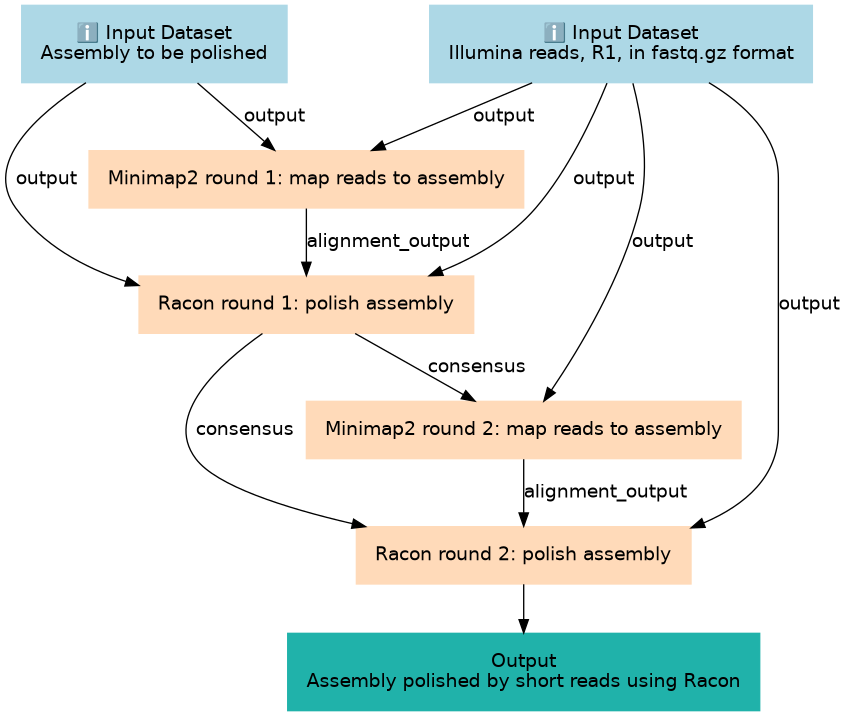 ℹ️ Input Dataset
Assembly to be polished
ℹ️ Input Dataset
Illumina reads, R1, in fastq.gz format
output
output
Minimap2 round 1: map reads to assembly
output
output
alignment_output
output
output
Racon round 1: polish assembly
consensus
consensus
Minimap2 round 2: map reads to assembly
alignment_output
Racon round 2: polish assembly
Output
Assembly polished by short reads using Racon